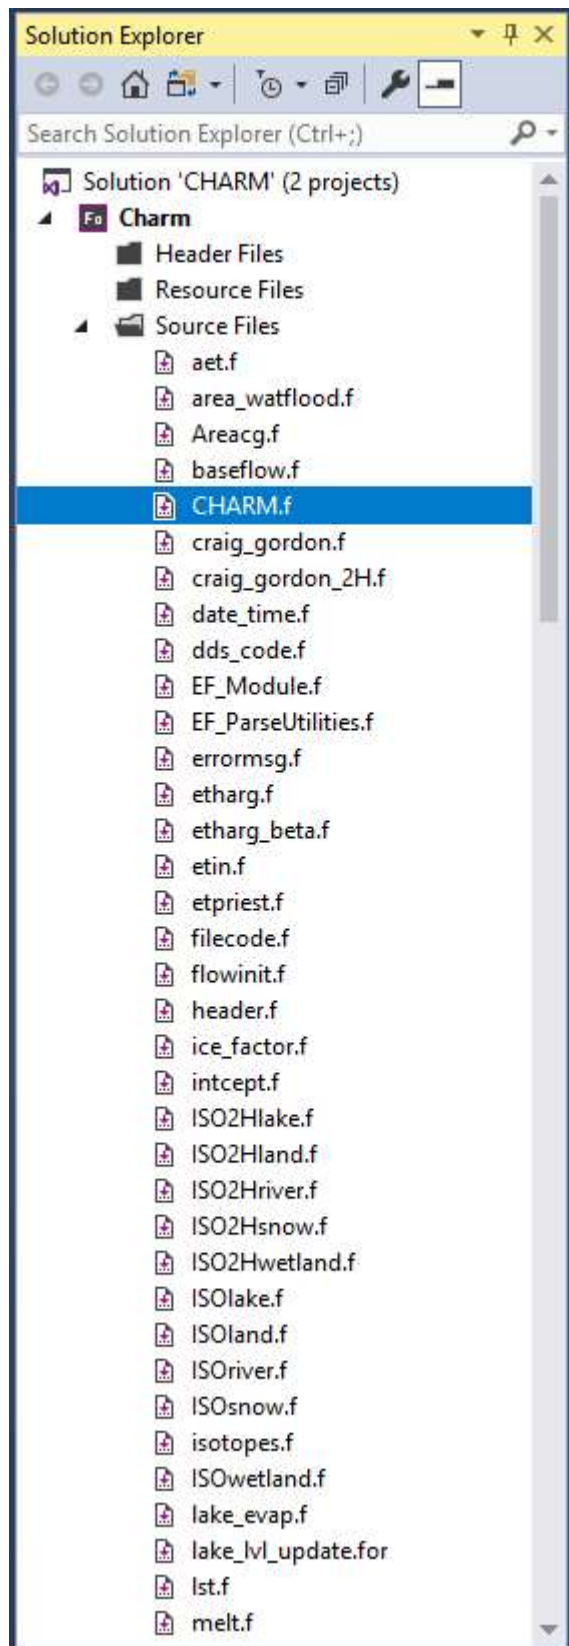 Solution Explorer
Search Solution Explorer (Ctrl+;)
Solution 'CHARM' (2 projects)
Charm
Header Files
Resource Files
Source Files
aet.f
area_watflood.f
Areacg.f
baseflow.f
CHARM.f
craig_gordon.f
craig_gordon_2H.f
date_time.f
dds_code.f
EF_Module.f
EF_ParseUtilities.f
errormsg.f
etharg.f
etharg_beta.f
etin.f
etpriest.f
filecode.f
flowinit.f
header.f
ice_factor.f
intcept.f
ISO2Hlake.f
ISO2Hland.f
ISO2Hriver.f
ISO2Hsnow.f
ISO2Hwetland.f
ISOlake.f
ISOland.f
ISOriver.f
ISOsnow.f
isotopes.f
ISOwetland.f
lake_evap.f
lake_lvl_update.for
lst.f
melt.f